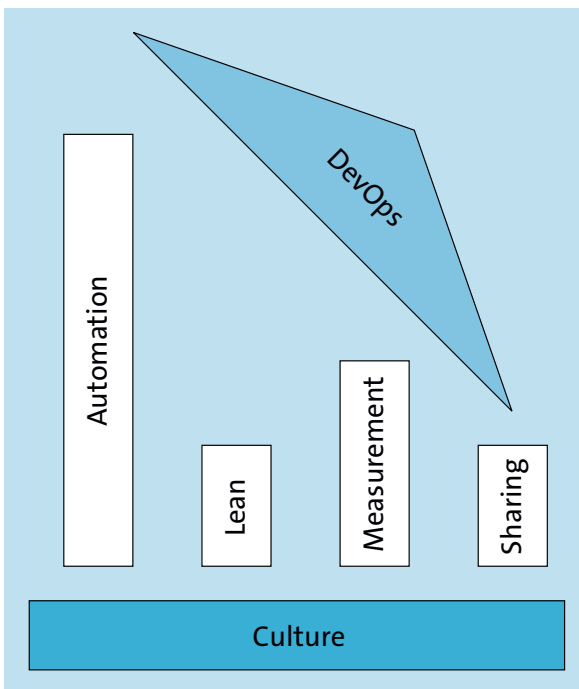 DevOps
Automation
Lean
Measurement
Sharing
Culture